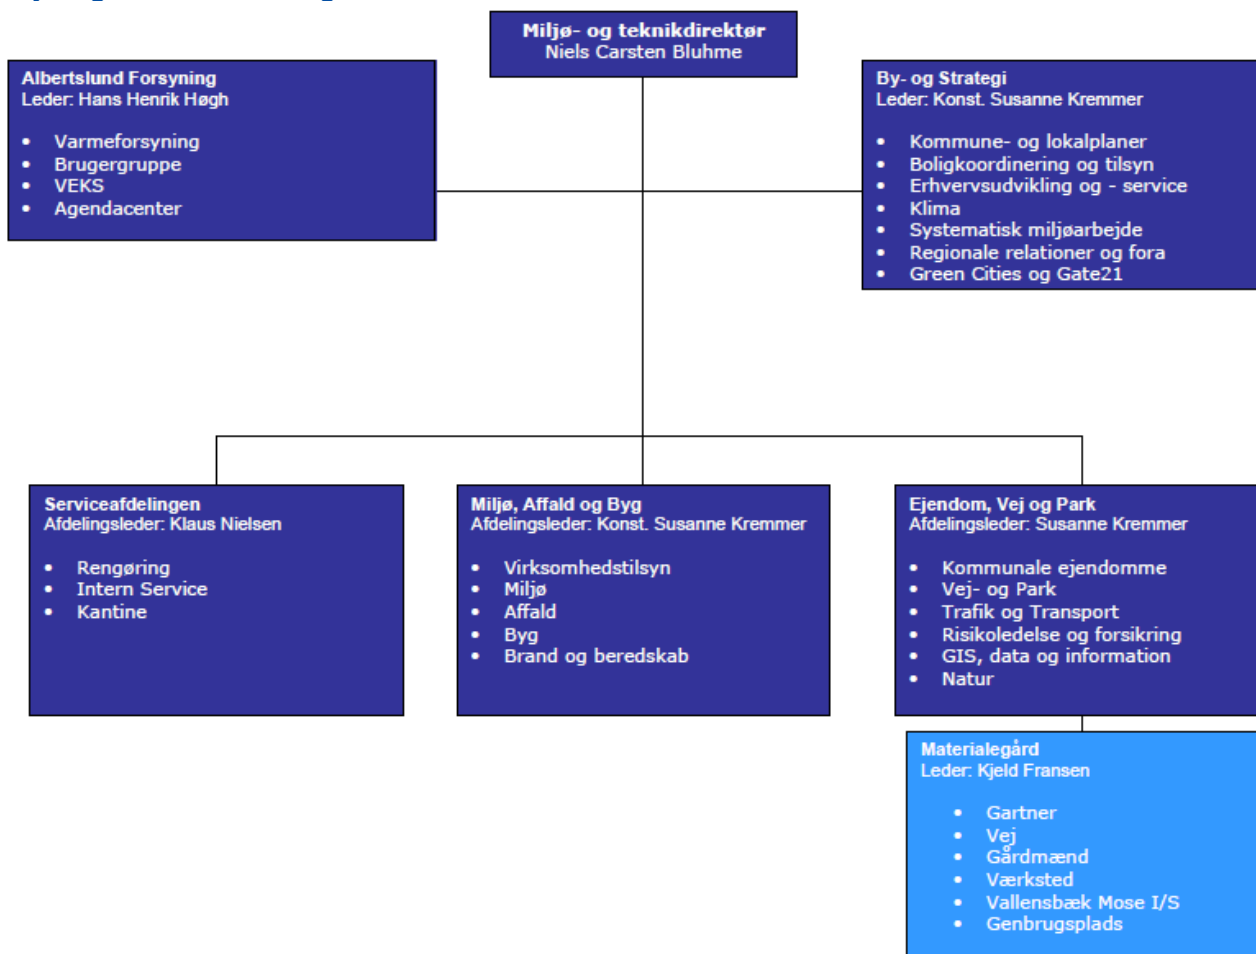 Miljø- og teknikdirektør
Niels Carsten Bluhme
Albertslund Forsyning
Leder: Hans Henrik Høgh
• Varmeforsyning
• Brugergruppe
• VEKS
• Agendacenter
By- og Strategi
Leder: Konst. Susanne Kremmer
• Kommune- og lokalplaner
• Boligkoordinering og tilsyn
• Erhvervsudvikling og - service
• Klima
• Systematisk miljøarbejde
• Regionale relationer og fora
• Green Cities og Gate21
Serviceafdelingen
Afdelingsleder: Klaus Nielsen
• Rengøring
• Intern Service
• Kantine
Miljø, Affald og Byg
Afdelingsleder: Konst. Susanne Kremmer
• Virksomhedstilsyn
• Miljø
• Affald
• Byg
• Brand og beredskab
Ejendom, Vej og Park
Afdelingsleder: Susanne Kremmer
• Kommunale ejendomme
• Vej- og Park
• Trafik og Transport
• Risikoledelse og forsikring
• GIS, data og information
• Natur
Materialegård
Leder: Kjeld Fransen
• Gartner
• Vej
• Gårdmænd
• Værksted
• Vallensbæk Mose I/S
• Genbrugsplads